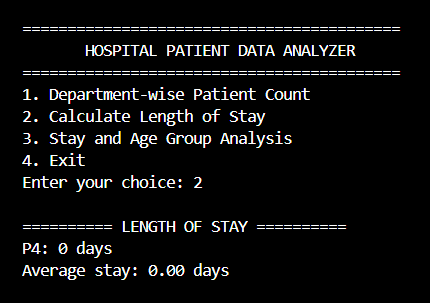 ==========================================
HOSPITAL PATIENT DATA ANALYZER
==========================================
1. Department-wise Patient Count
2. Calculate Length of Stay
3. Stay and Age Group Analysis
4. Exit
Enter your choice: 2
========== LENGTH OF STAY ==========
P4: 0 days
Average stay: 0.00 days